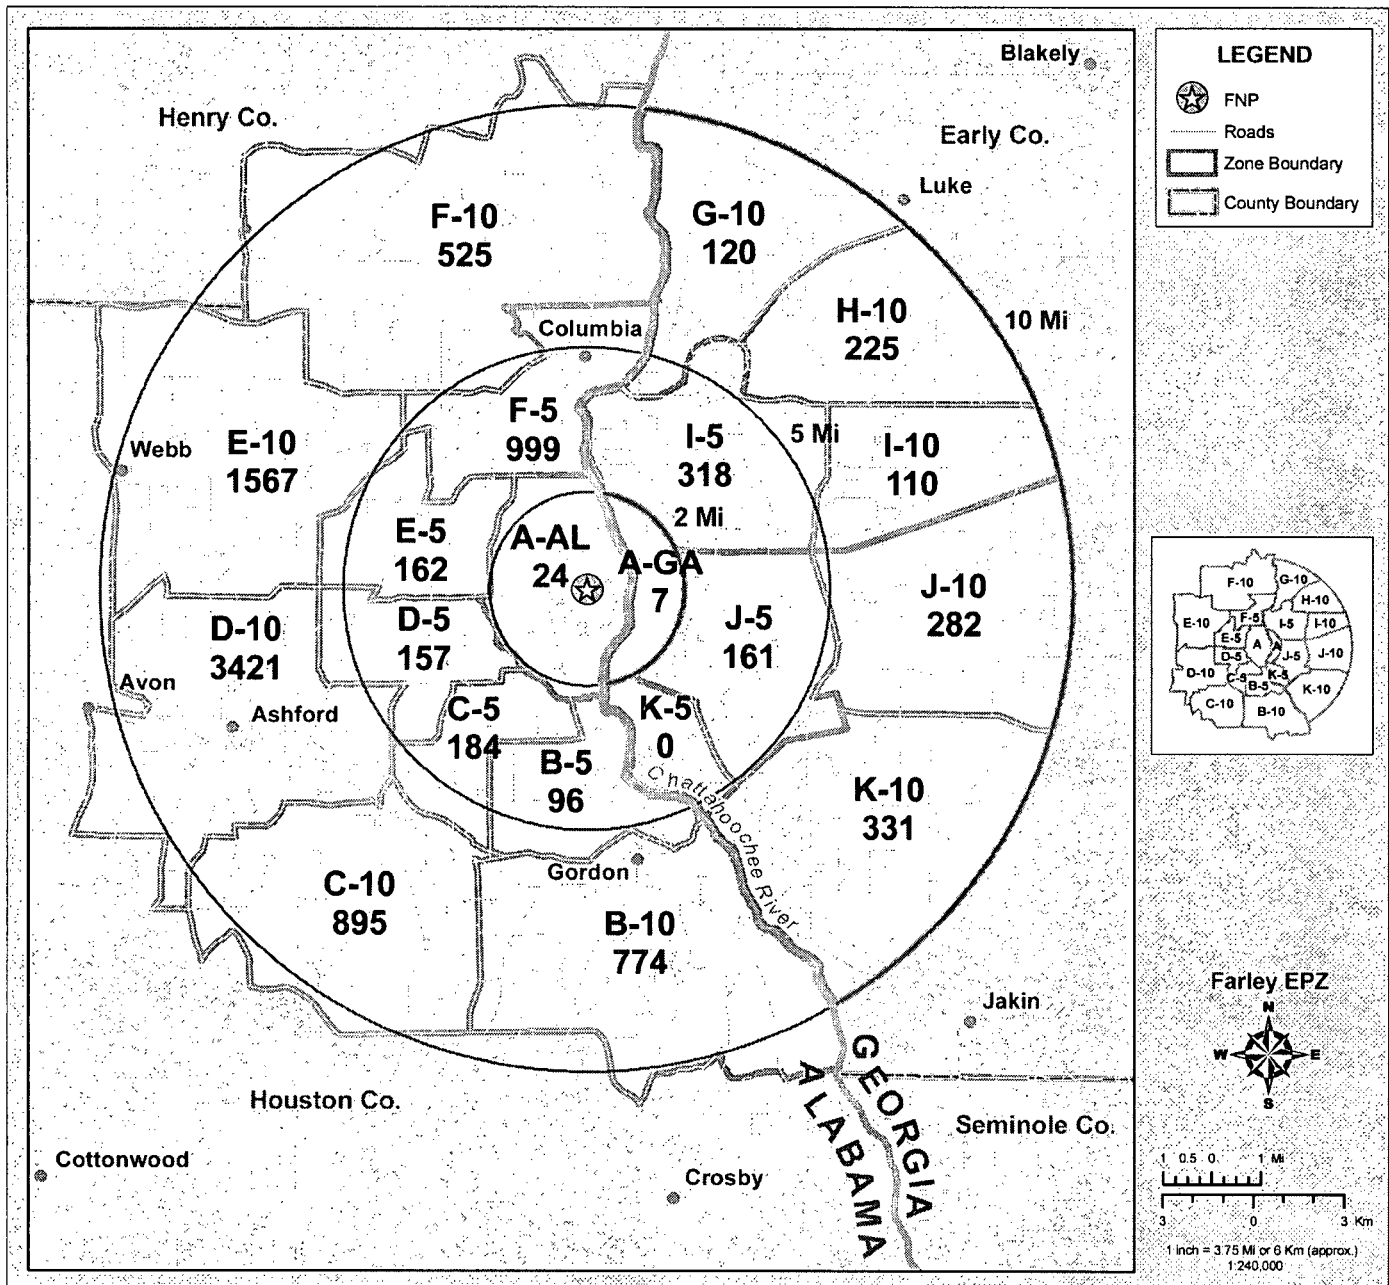 Blakely
Henry Co.
Early Co.
Luke
F-10
525
G-10
120
H-10
225
10 Mi
Columbia
F-5
999
I-5
318
5 Mi
I-10
110
Webb
E-10
1567
2 Mi
E-5
162
A-AL
24
A-GA
7
J-10
282
D-10
3421
D-5
157
J-5
161
Avon
Ashford
C-5
184
K-5
0
B-5
96
Chattahoochee River
K-10
331
Gordon
C-10
895
B-10
774
Jakin
GEORGIA
ALABAMA
Houston Co.
Seminole Co.
Cottonwood
Crosby
LEGEND
FNP
Roads
Zone Boundary
County Boundary
F-10
G-10
H-10
E-10
F-5
I-5
I-10
E-5
A
A
D-5
J-5
J-10
D-10
C-5
K-5
B-5
K-10
C-10
B-10
Farley EPZ
N
W
E
S
1 0.5 0 1 Mi
3 0 3 Km
1 inch = 3.75 Mi or 6 Km (approx.)
1:240,000